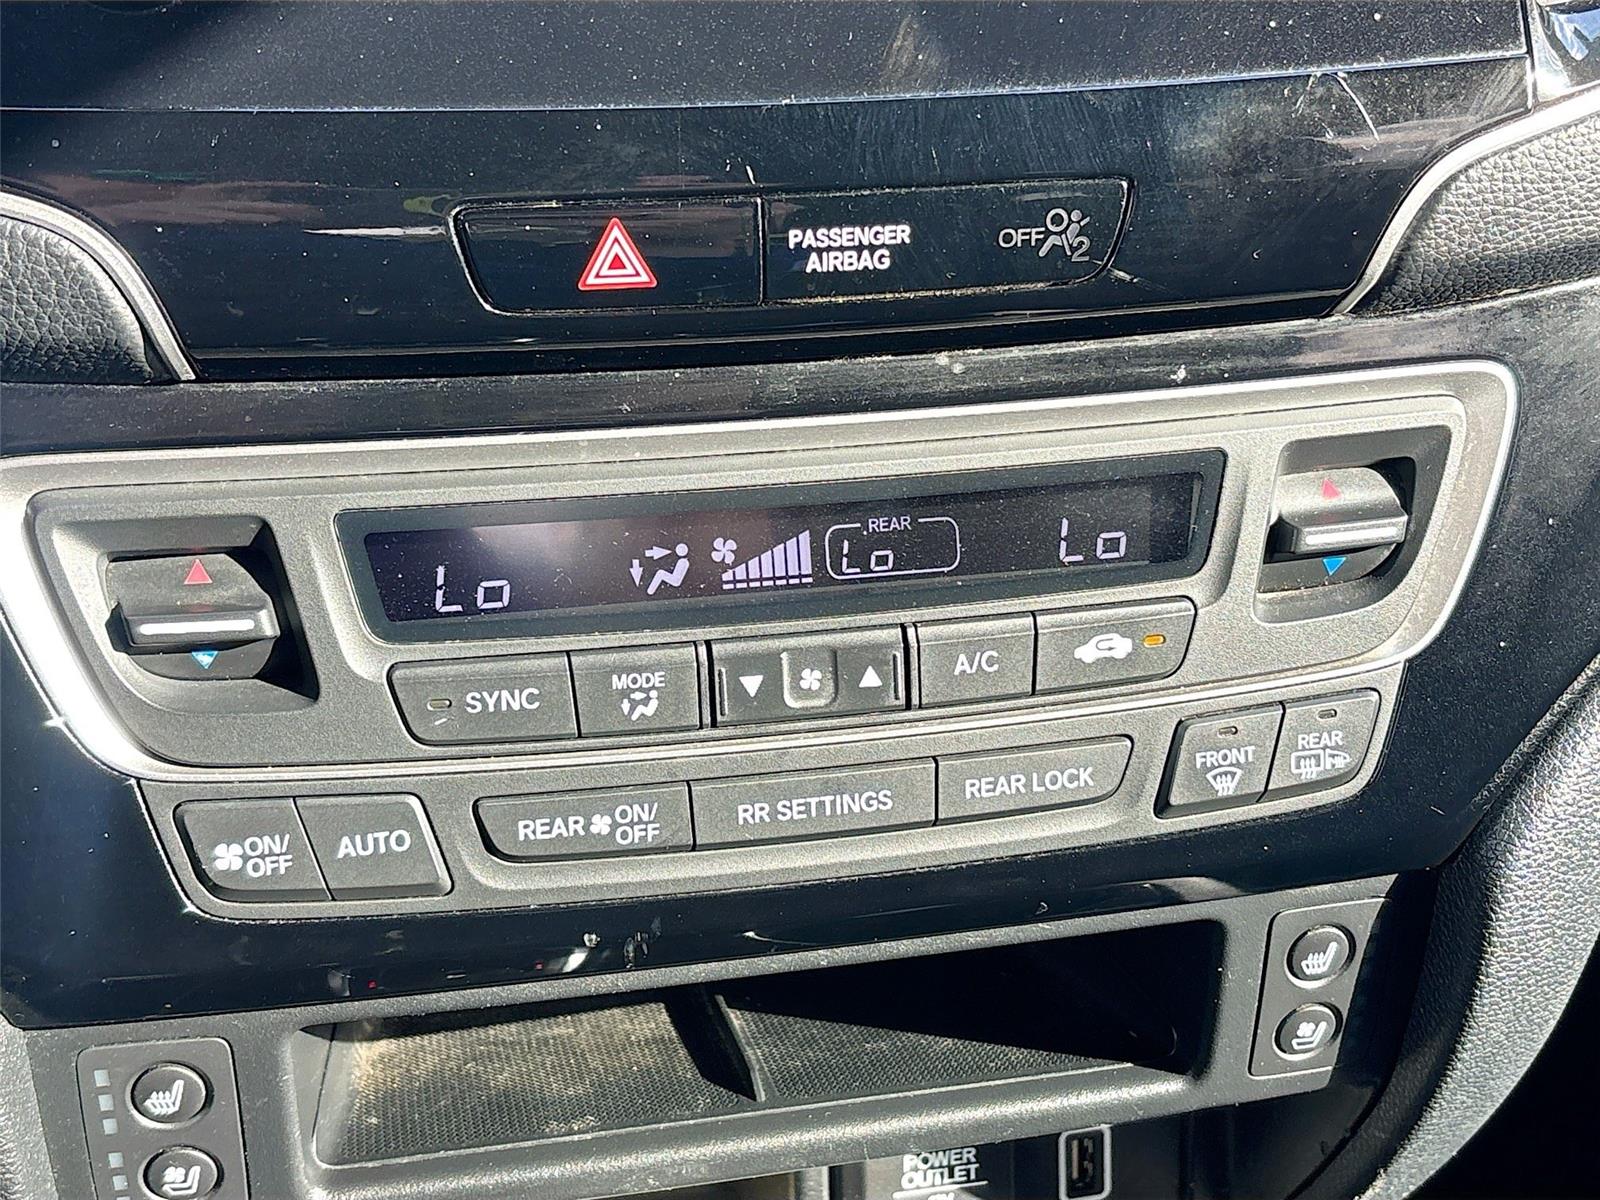 PASSENGER
AIRBAG
OFF
2
Lo
REAR
Lo
Lo
SYNC
MODE
A/C
ON/
OFF
AUTO
REAR
ON/
OFF
RR SETTINGS
REAR LOCK
FRONT
REAR
POWER
OUTLET